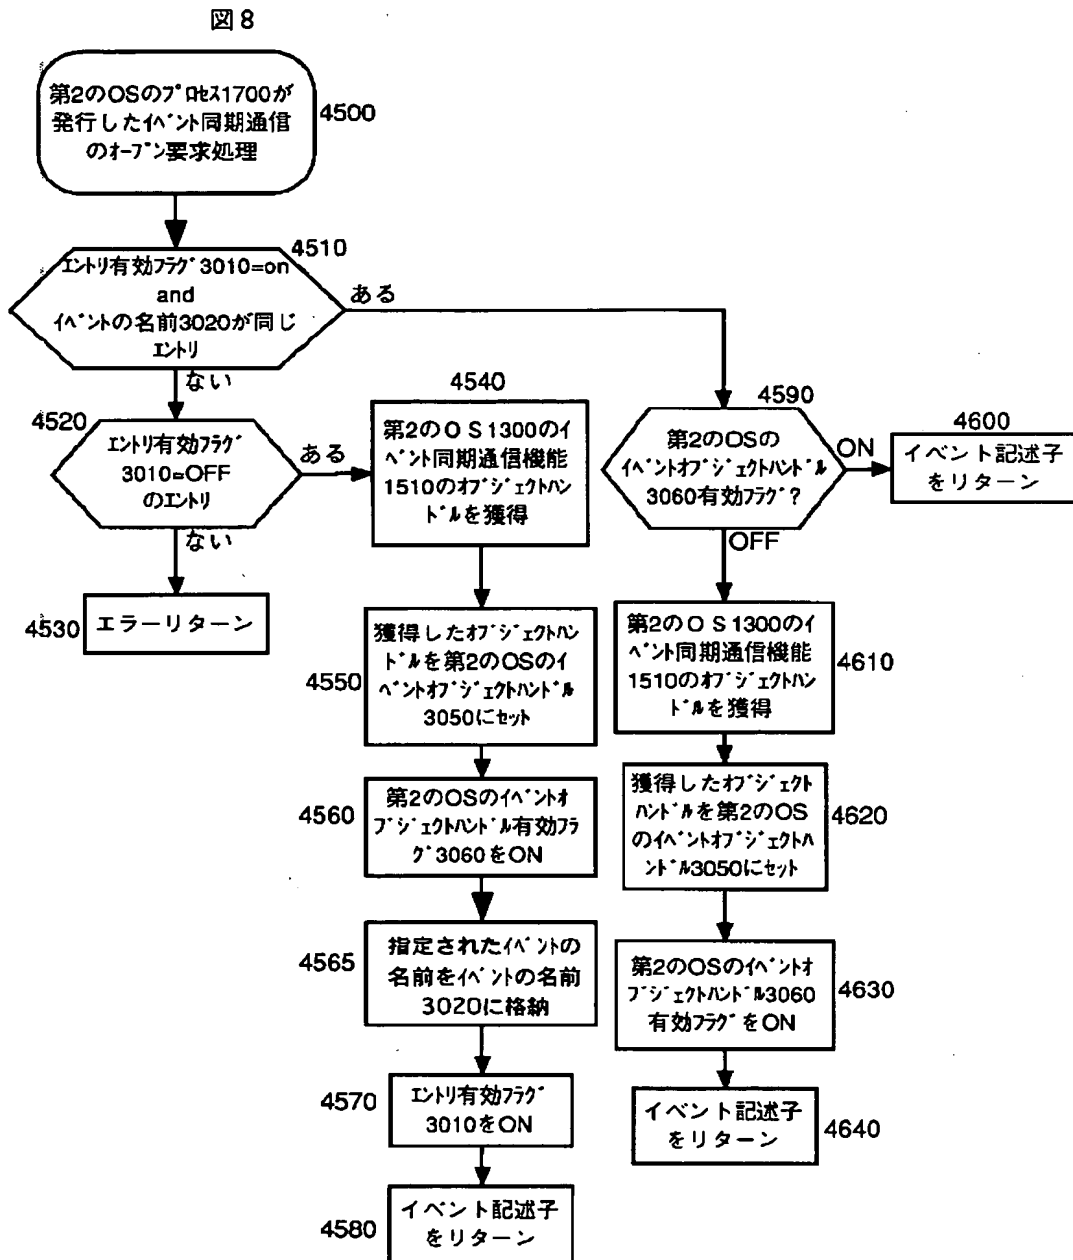 図8
第2のOSのプロセス1700が
発行したイベント同期通信
のオープン要求処理
4500
4510
エントリ有効フラグ3010=on
and
イベントの名前3020が同じ
エントリ
ある
ない
4520
エントリ有効フラグ
3010=OFF
のエントリ
ある
ない
4530
エラーリターン
4540
第2のOS1300のイ
ベント同期通信機能
1510のオブジェクトハン
ドルを獲得
4550
獲得したオブジェクトハン
ドルを第2のOSのイ
ベントオブジェクトハンドル
3050にセット
4560
第2のOSのイベントオ
ブジェクトハンドル有効フラ
グ3060をON
4565
指定されたイベントの
名前をイベントの名前
3020に格納
4570
エントリ有効フラグ
3010をON
4580
イベント記述子
をリターン
4590
第2のOSの
イベントオブジェクトハンドル
3060有効フラグ?
ON
OFF
4600
イベント記述子
をリターン
第2のOS1300のイ
ベント同期通信機能
1510のオブジェクトハン
ドルを獲得
4610
獲得したオブジェクト
ハンドルを第2のOS
のイベントオブジェクトハ
ンドル3050にセット
4620
第2のOSのイベントオ
ブジェクトハンドル3060
有効フラグをON
4630
イベント記述子
をリターン
4640